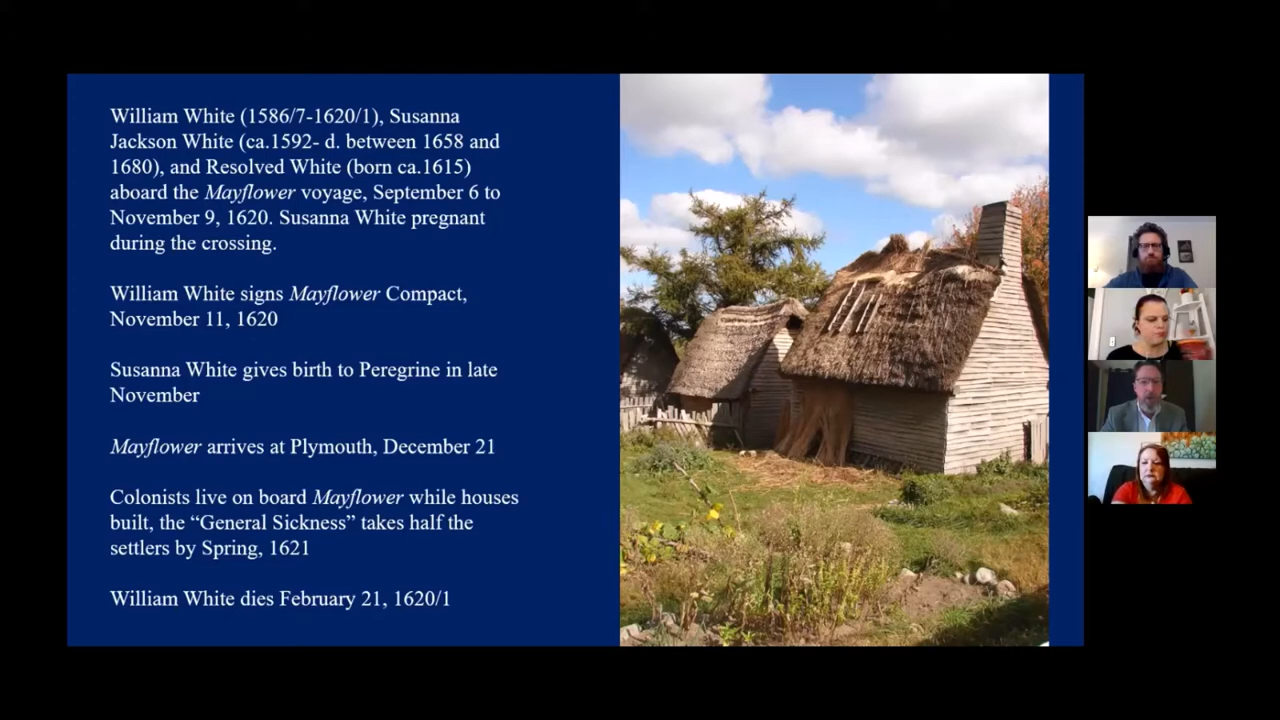 William White (1586/7-1620/1), Susanna
Jackson White (ca.1592- d. between 1658 and
1680), and Resolved White (born ca.1615)
aboard the Mayflower voyage, September 6 to
November 9, 1620. Susanna White pregnant
during the crossing.
William White signs Mayflower Compact,
November 11, 1620
Susanna White gives birth to Peregrine in late
November
Mayflower arrives at Plymouth, December 21
Colonists live on board Mayflower while houses
built, the “General Sickness” takes half the
settlers by Spring, 1621
William White dies February 21, 1620/1